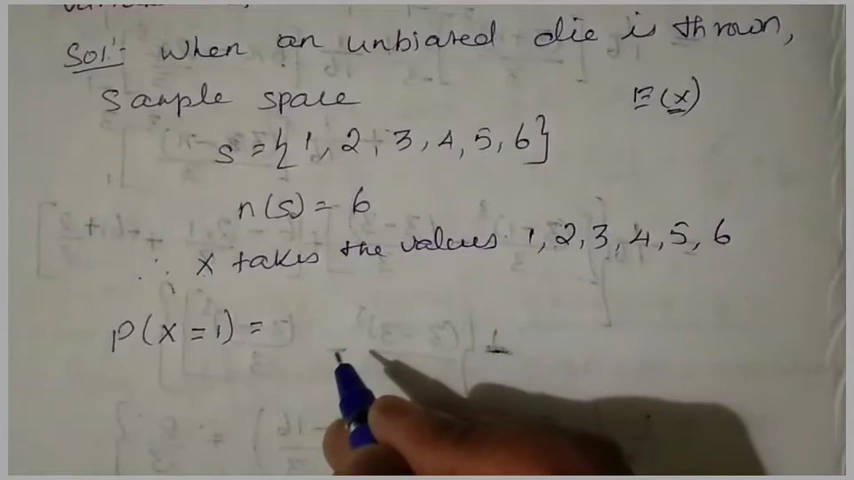 Sol:- When an unbiased die is thrown,
Sample space
E(x)
S = {1, 2, 3, 4, 5, 6}
n(s) = 6
∴ x takes the values 1, 2, 3, 4, 5, 6
P(x = 1) =